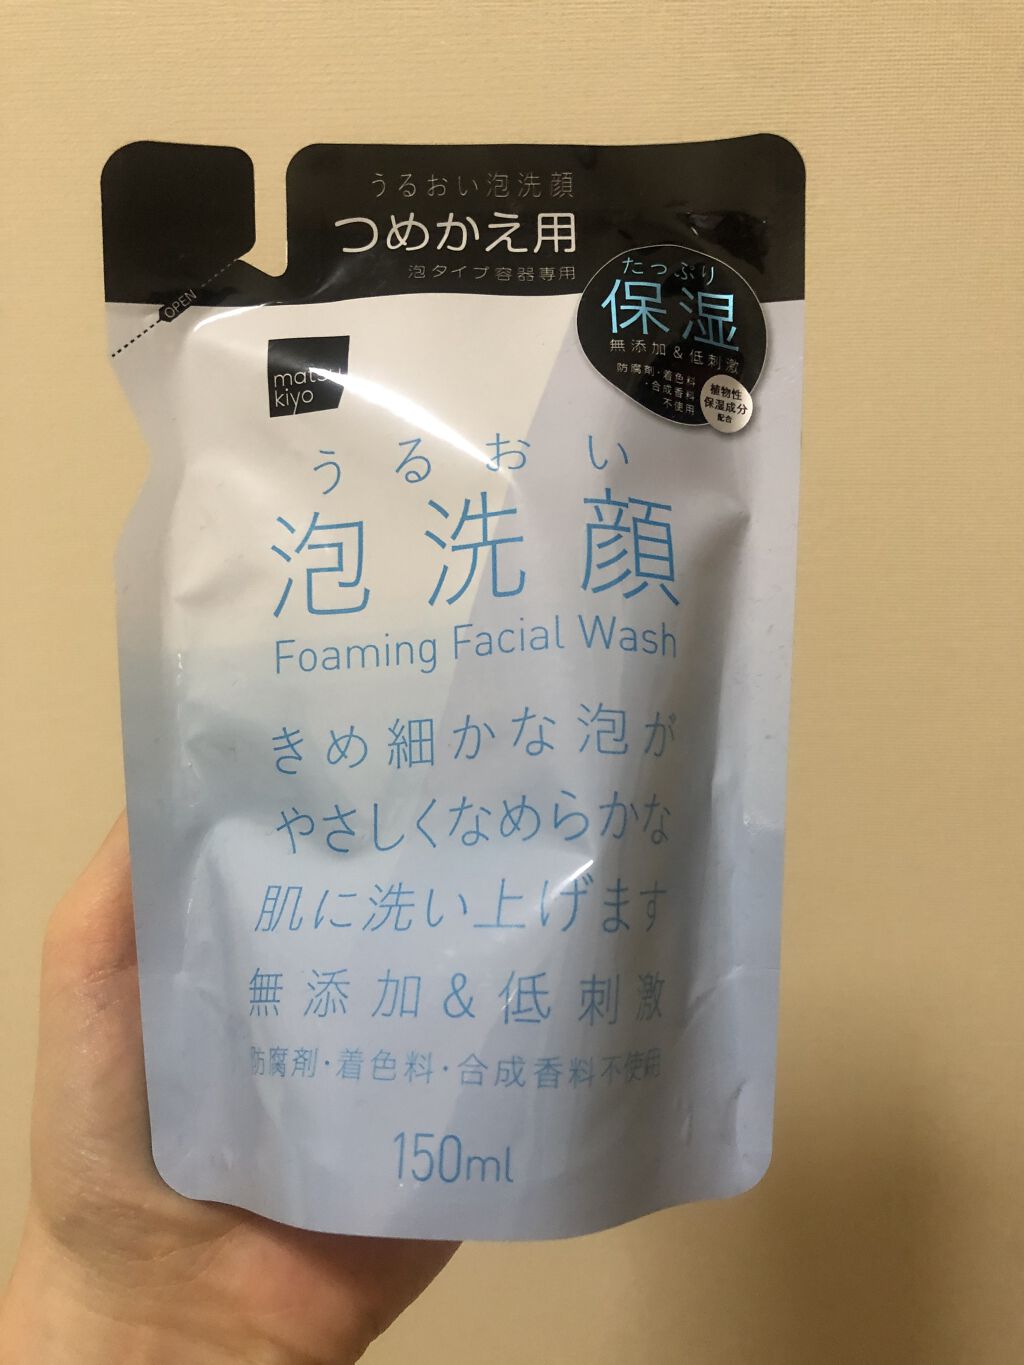 うるおい泡洗顔
つめかえ用
泡タイプ容器専用
OPEN
たっぷり
保湿
無添加&低刺激
防腐剤・着色料
・合成香料
不使用
植物性
保湿成分
配合
matsu
kiyo
うるおい
泡洗顔
Foaming Facial Wash
きめ細かな泡が
やさしくなめらかな
肌に洗い上げます
無添加&低刺激
防腐剤・着色料・合成香料不使用
150ml